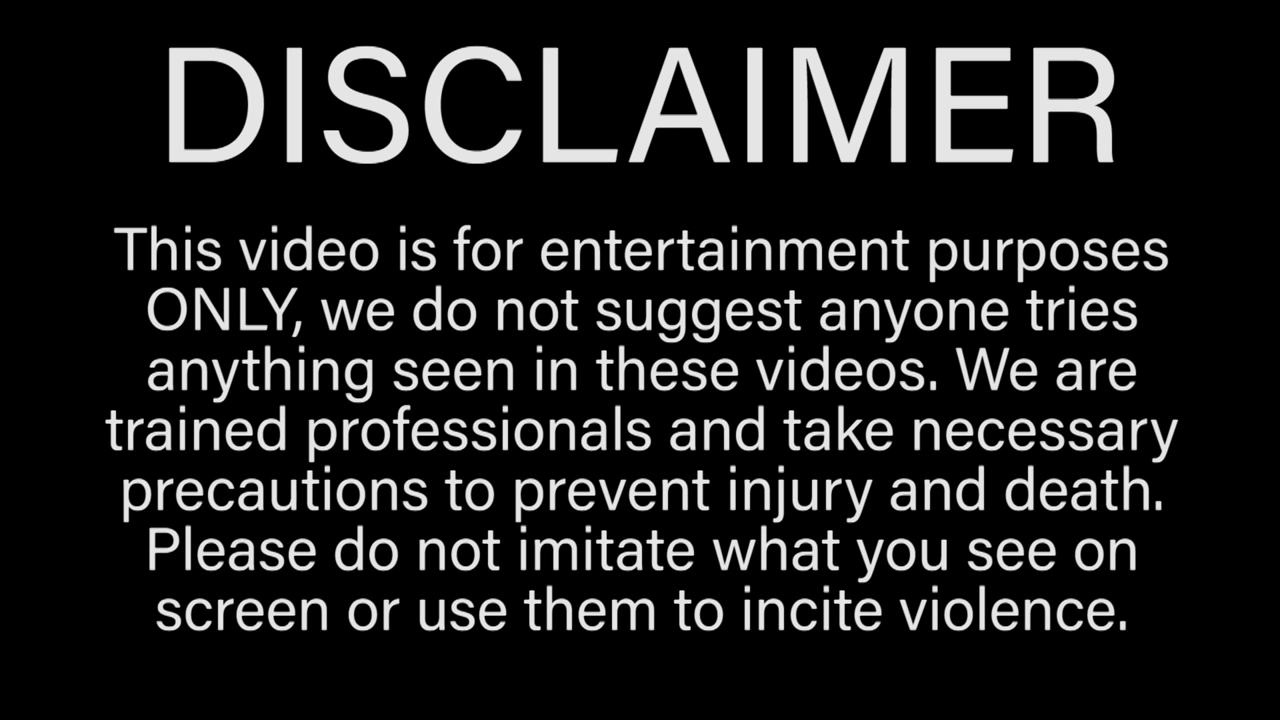 DISCLAIMER
This video is for entertainment purposes
ONLY, we do not suggest anyone tries
anything seen in these videos. We are
trained professionals and take necessary
precautions to prevent injury and death.
Please do not imitate what you see on
screen or use them to incite violence.